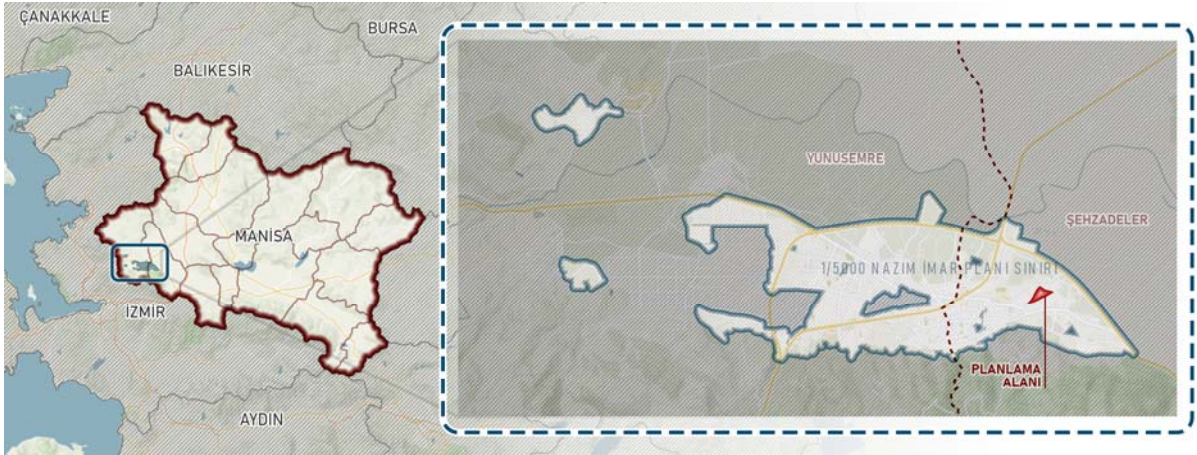 ÇANAKKALE
BURSA
BALIKESİR
MANİSA
İZMİR
AYDIN
YUNUSEMRE
ŞEHZADELER
1/5000 NAZIM İMAR PLANI SINIRI
PLANLAMA
ALANI